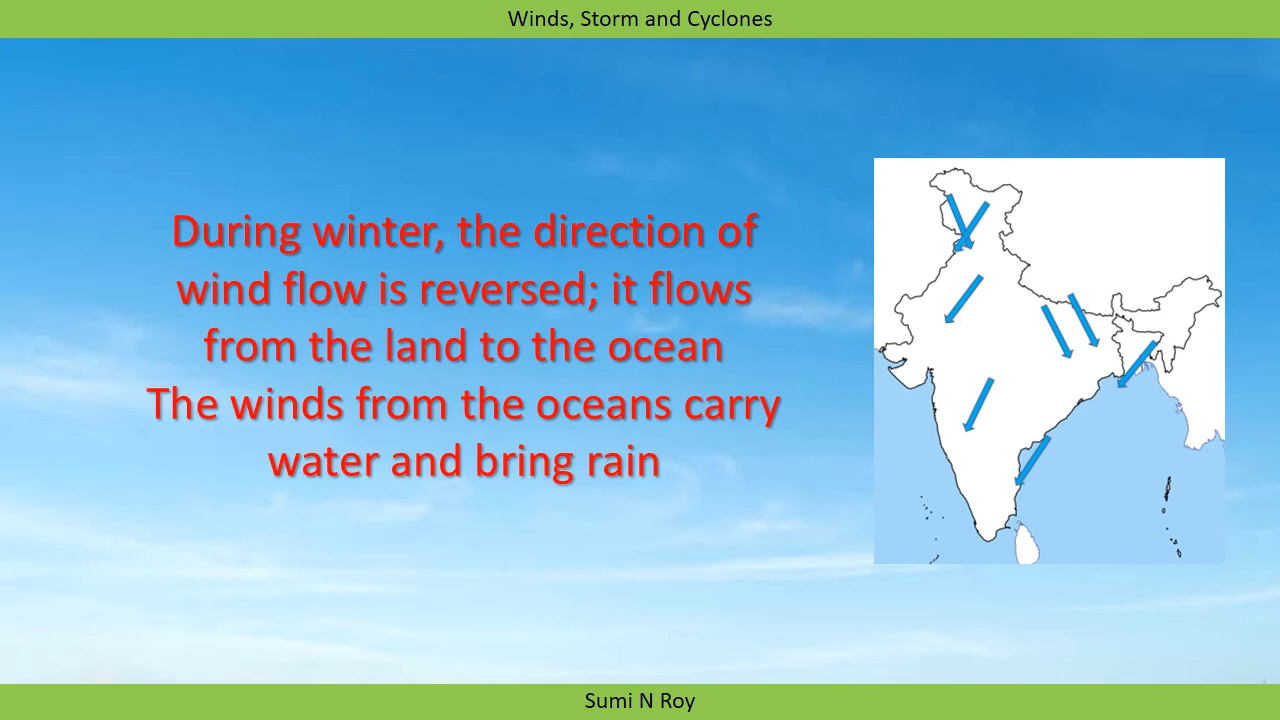 Winds, Storm and Cyclones
During winter, the direction of
wind flow is reversed; it flows
from the land to the ocean
The winds from the oceans carry
water and bring rain
Sumi N Roy